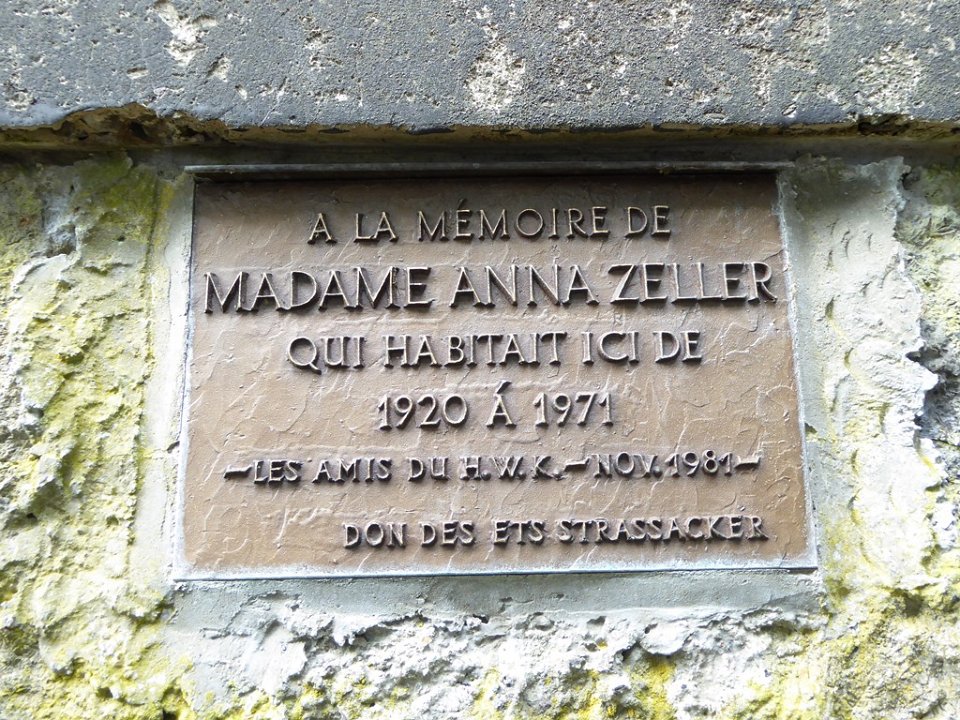 A LA MÉMOIRE DE
MADAME ANNA ZELLER
QUI HABITAIT ICI DE
1920 Á 1971
–LES AMIS DU H.W.K.–NOV.1981–
DON DES ETS STRASSACKER